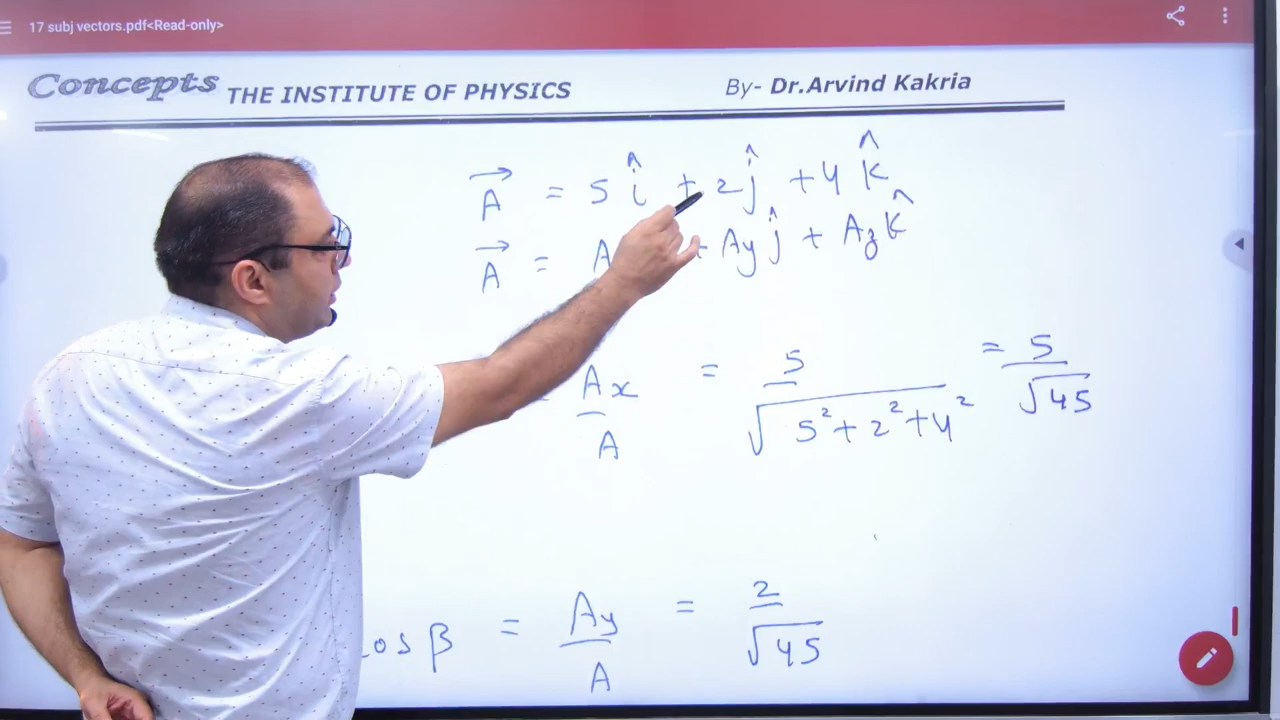 17 subj vectors.pdf<Read-only>
Concepts THE INSTITUTE OF PHYSICS By- Dr.Arvind Kakria
A⃗ = 5 î + 2ĵ + 4 k̂
A⃗ = A + Ay ĵ + Az k̂
Ax / A = 5 / √(5² + 2² + 4²) = 5 / √45
cos β = Ay / A = 2 / √45